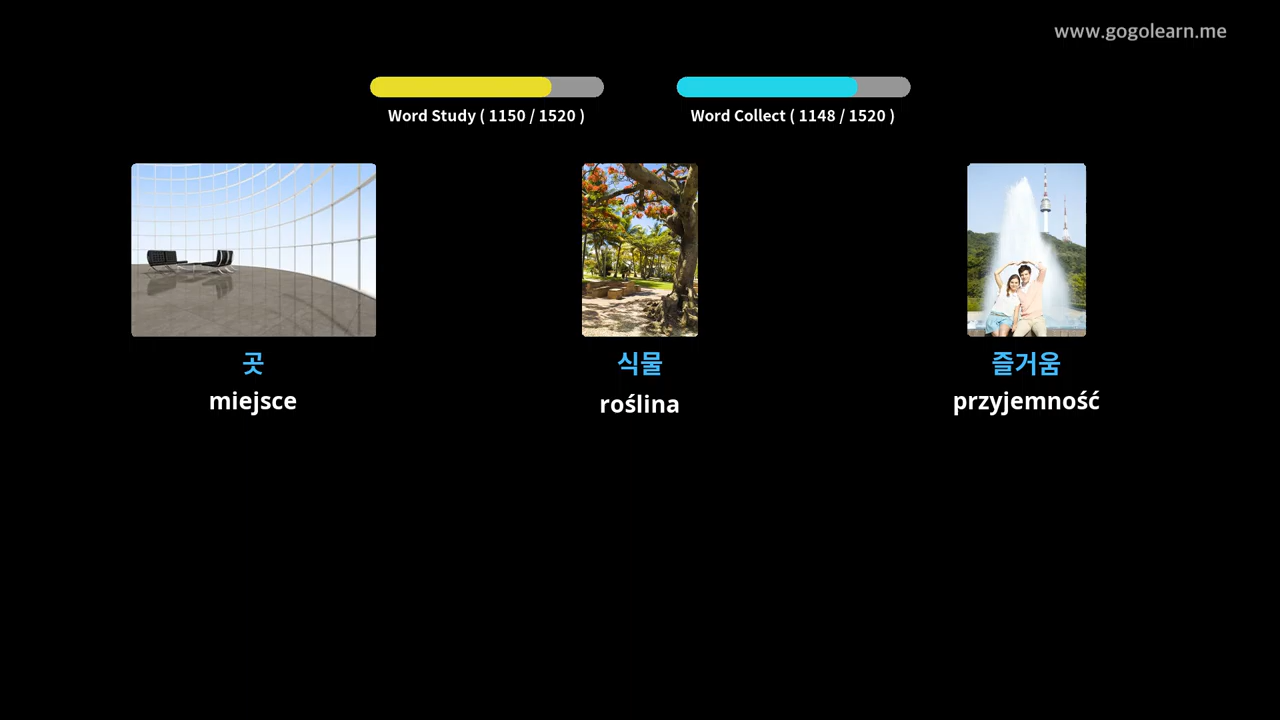 www.gogolearn.me
Word Study ( 1150 / 1520 )
Word Collect ( 1148 / 1520 )
곳
식물
즐거움
miejsce
roślina
przyjemność